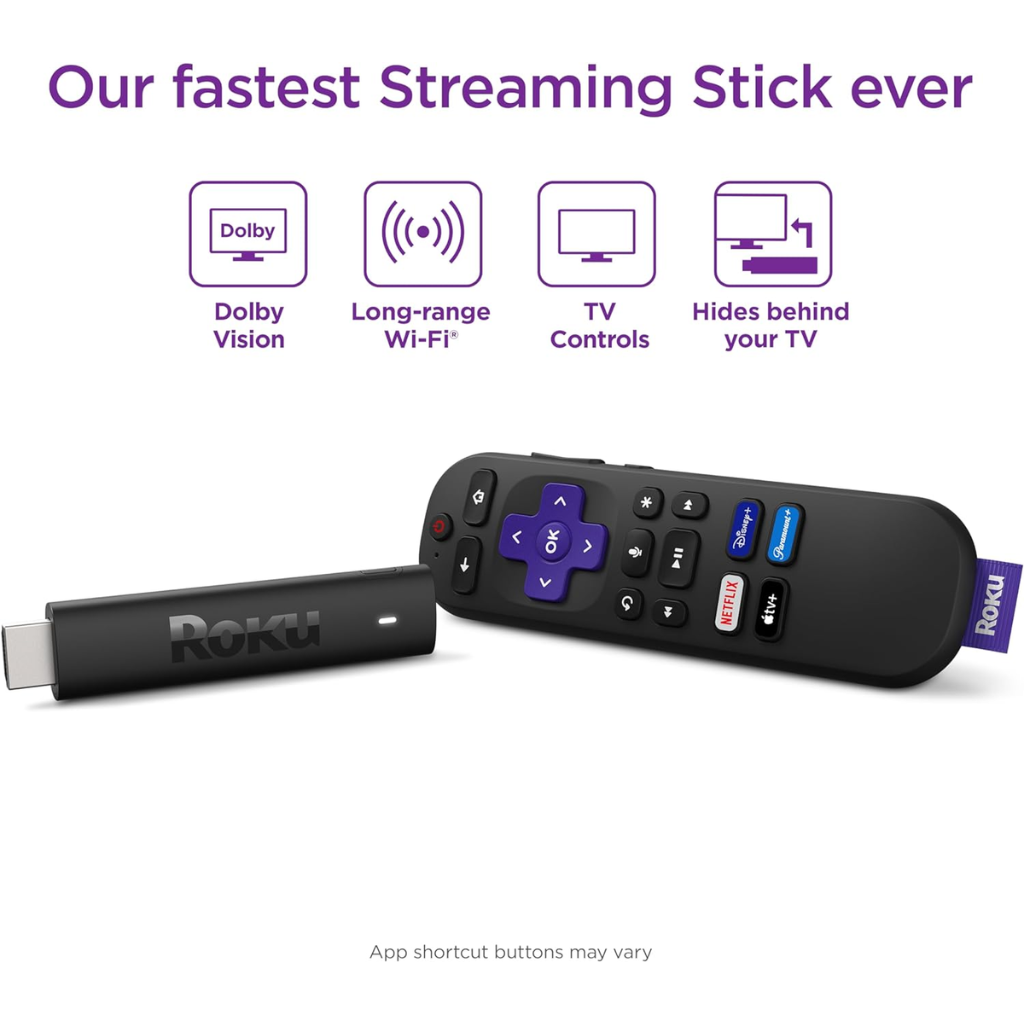 Our fastest Streaming Stick ever
Dolby
Dolby
Vision
Long-range
Wi-Fi®
TV
Controls
Hides behind
your TV
ROKU
OK
Disney+
Paramount+
NETFLIX
tv+
ROKU
App shortcut buttons may vary